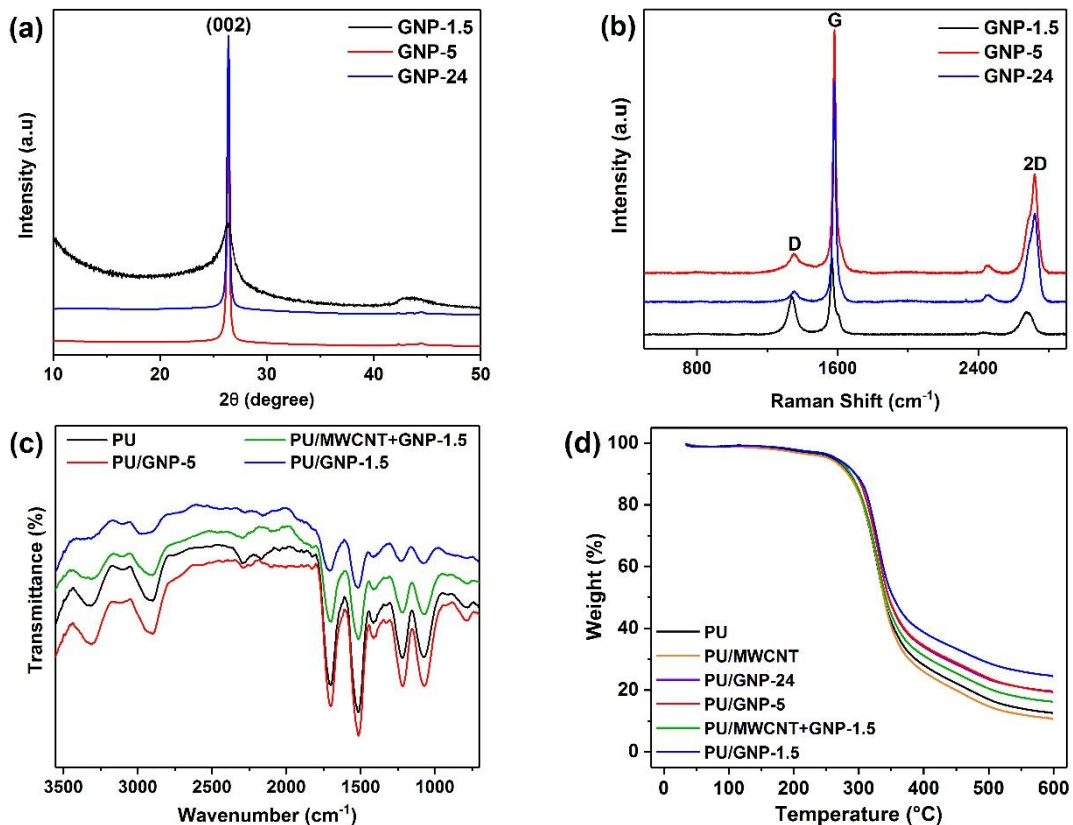 (a)
(002)
GNP-1.5
GNP-5
GNP-24
Intensity (a.u)
10 20 30 40 50
2θ (degree)
(b)
G
GNP-1.5
GNP-5
GNP-24
2D
D
Intensity (a.u)
800 1600 2400
Raman Shift (cm⁻¹)
(c)
PU
PU/MWCNT+GNP-1.5
PU/GNP-5
PU/GNP-1.5
Transmittance (%)
3500 3000 2500 2000 1500 1000
Wavenumber (cm⁻¹)
(d)
100
80
60
40
20
0
Weight (%)
PU
PU/MWCNT
PU/GNP-24
PU/GNP-5
PU/MWCNT+GNP-1.5
PU/GNP-1.5
0 100 200 300 400 500 600
Temperature (°C)